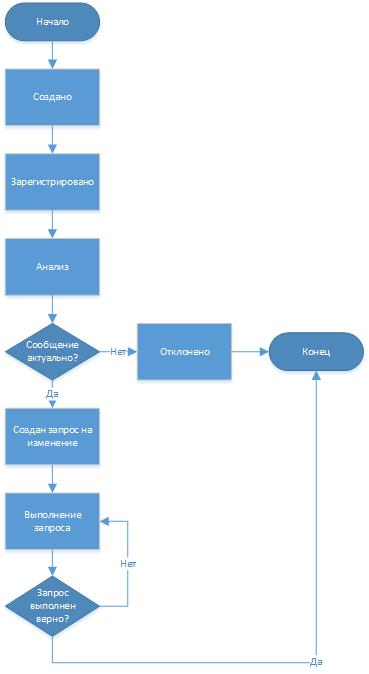 Начало
Создано
Зарегистрировано
Анализ
Сообщение
актуально?
Нет
Отклонено
Конец
Да
Создан запрос на
изменение
Выполнение
запроса
Нет
Запрос
выполнен
верно?
Да